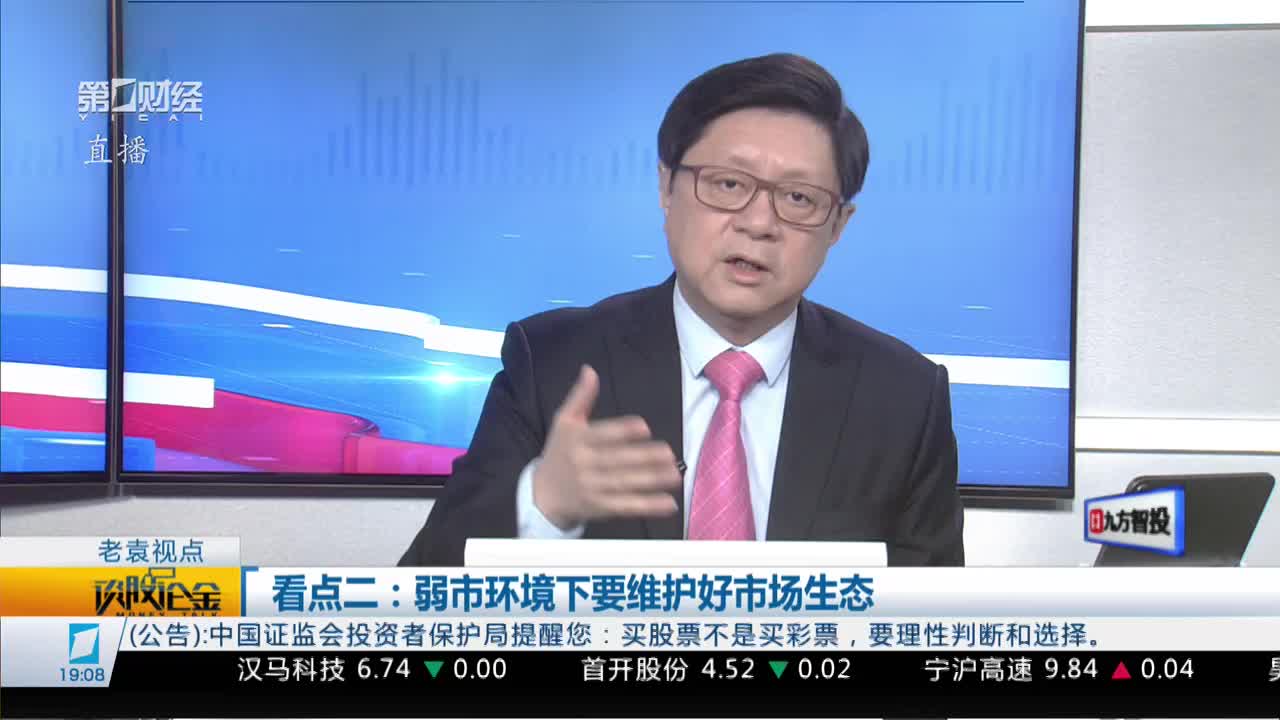 第一财经
YICAI
直播
九方智投
老袁视点
谈股论金
MONEY TALK
看点二：弱市环境下要维护好市场生态
(公告):中国证监会投资者保护局提醒您：买股票不是买彩票，要理性判断和选择。
19:08
汉马科技 6.74 ▼ 0.00 首开股份 4.52 ▼ 0.02 宁沪高速 9.84 ▲ 0.04